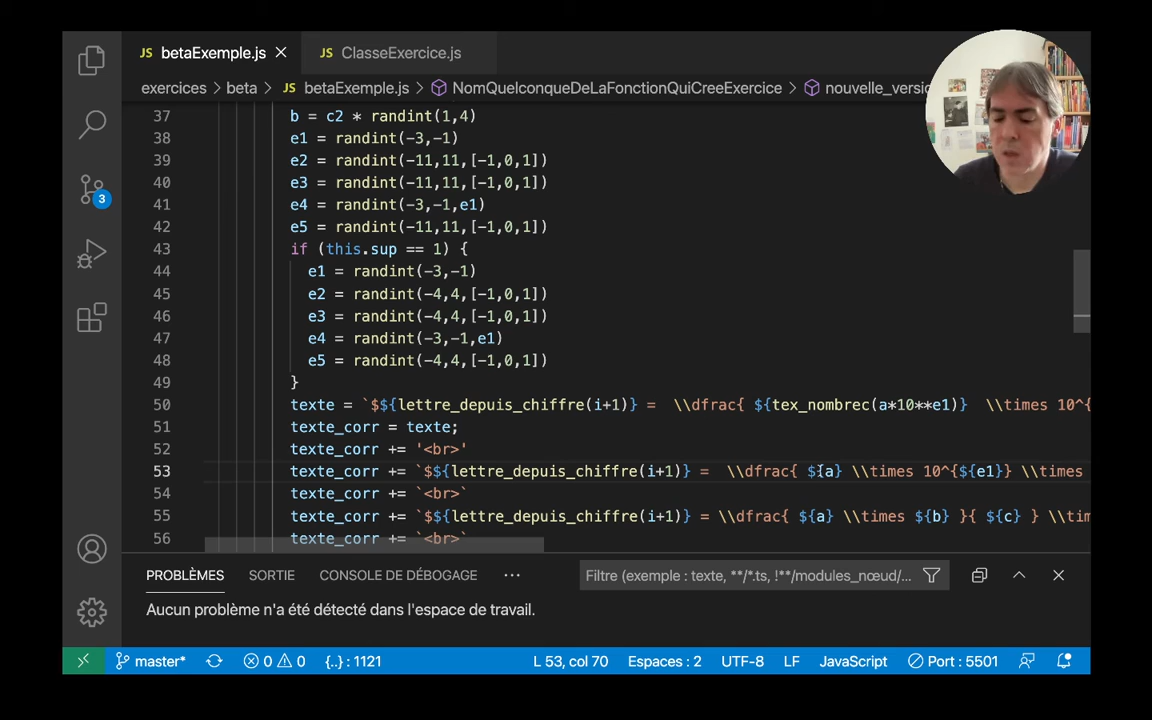 JS betaExemple.js
JS ClasseExercice.js
exercices > beta > JS betaExemple.js > NomQuelconqueDeLaFonctionQuiCreeExercice > nouvelle_versi
37 b = c2 * randint(1,4)
38 e1 = randint(-3,-1)
39 e2 = randint(-11,11,[-1,0,1])
40 e3 = randint(-11,11,[-1,0,1])
41 e4 = randint(-3,-1,e1)
42 e5 = randint(-11,11,[-1,0,1])
43 if (this.sup == 1) {
44 e1 = randint(-3,-1)
45 e2 = randint(-4,4,[-1,0,1])
46 e3 = randint(-4,4,[-1,0,1])
47 e4 = randint(-3,-1,e1)
48 e5 = randint(-4,4,[-1,0,1])
49 }
50 texte = `$${lettre_depuis_chiffre(i+1)} = \\dfrac{ ${tex_nombrec(a*10**e1)} \\times 10^{
51 texte_corr = texte;
52 texte_corr += '<br>'
53 texte_corr += `$${lettre_depuis_chiffre(i+1)} = \\dfrac{ ${a} \\times 10^{${e1}} \\times
54 texte_corr += `<br>`
55 texte_corr += `$${lettre_depuis_chiffre(i+1)} = \\dfrac{ ${a} \\times ${b} }{ ${c} } \\tim
56 texte_corr += `<br>`
3
PROBLÈMES SORTIE CONSOLE DE DÉBOGAGE ··· Filtre (exemple : texte, **/*.ts, !**/modules_nœud/...
Aucun problème n'a été détecté dans l'espace de travail.
master* 0 0 {..} : 1121 L 53, col 70 Espaces : 2 UTF-8 LF JavaScript Port : 5501